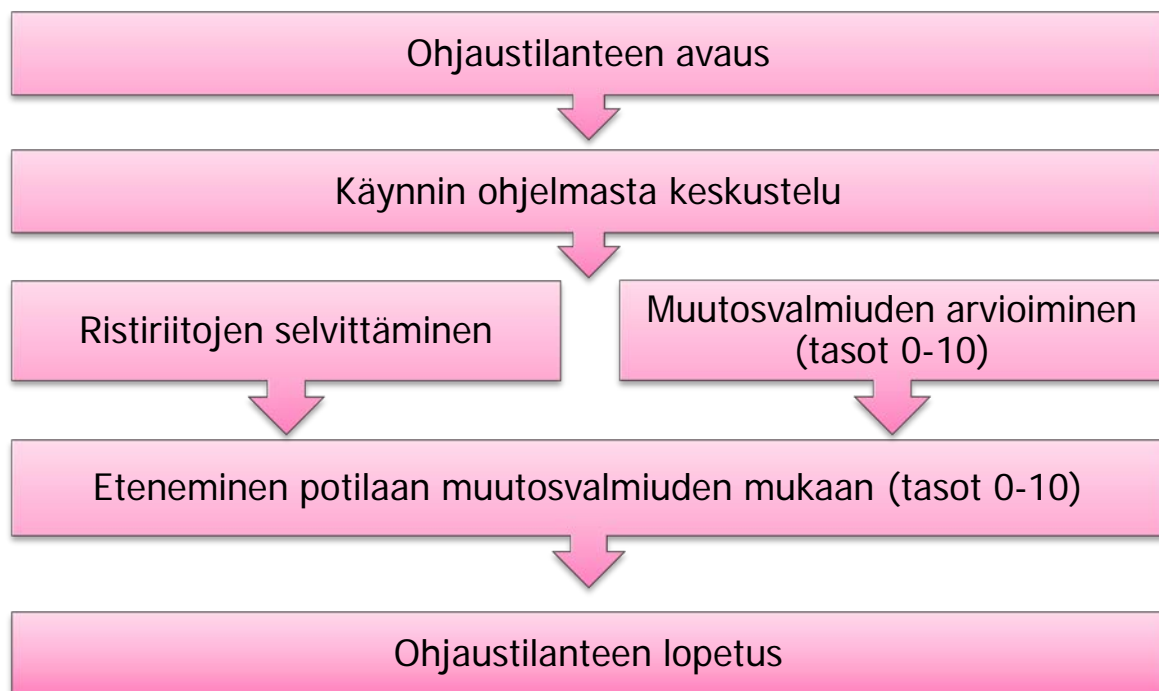 Ohjaustilanteen avaus
Käynnin ohjelmasta keskustelu
Ristiriitojen selvittäminen
Muutosvalmiuden arvioiminen
(tasot 0-10)
Eteneminen potilaan muutosvalmiuden mukaan (tasot 0-10)
Ohjaustilanteen lopetus